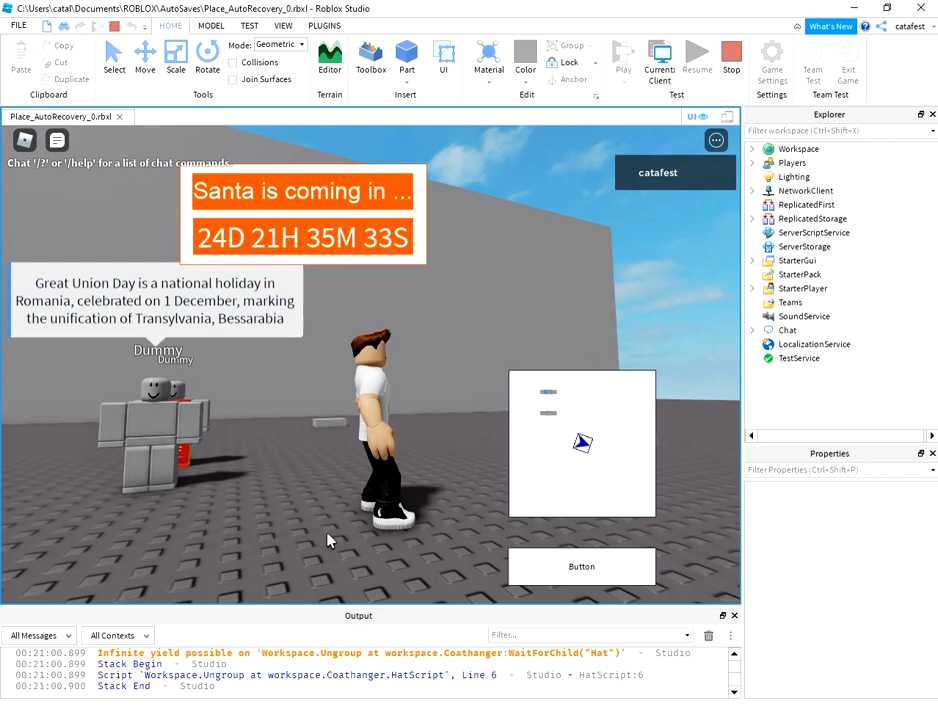 C:\Users\catal\Documents\ROBLOX\AutoSaves\Place_AutoRecovery_0.rbxl - Roblox Studio
FILE HOME MODEL TEST VIEW PLUGINS What's New catafest
Copy
Paste Cut
Duplicate
Clipboard
Select Move Scale Rotate
Mode: Geometric
Collisions
Join Surfaces
Tools
Editor
Terrain
Toolbox Part UI
Insert
Material Color
Group
Lock
Anchor
Edit
Play Current: Client Resume Stop
Test
Game Settings
Settings
Team Test Exit Game
Team Test
Place_AutoRecovery_0.rbxl
UI
Chat '/?' or '/help' for a list of chat commands.
Santa is coming in ...
24D 21H 35M 33S
catafest
Great Union Day is a national holiday in
Romania, celebrated on 1 December, marking
the unification of Transylvania, Bessarabia
Dummy
Dummy
Button
Explorer
Filter workspace (Ctrl+Shift+X)
Workspace
Players
Lighting
NetworkClient
ReplicatedFirst
ReplicatedStorage
ServerScriptService
ServerStorage
StarterGui
StarterPack
StarterPlayer
Teams
SoundService
Chat
LocalizationService
TestService
Properties
Filter Properties (Ctrl+Shift+P)
Output
All Messages All Contexts Filter...
00:21:00.899 Infinite yield possible on 'Workspace.Ungroup at workspace.Coathanger:WaitForChild("Hat")' - Studio
00:21:00.899 Stack Begin - Studio
00:21:00.899 Script 'Workspace.Ungroup at workspace.Coathanger.HatScript', Line 6 - Studio - HatScript:6
00:21:00.900 Stack End - Studio